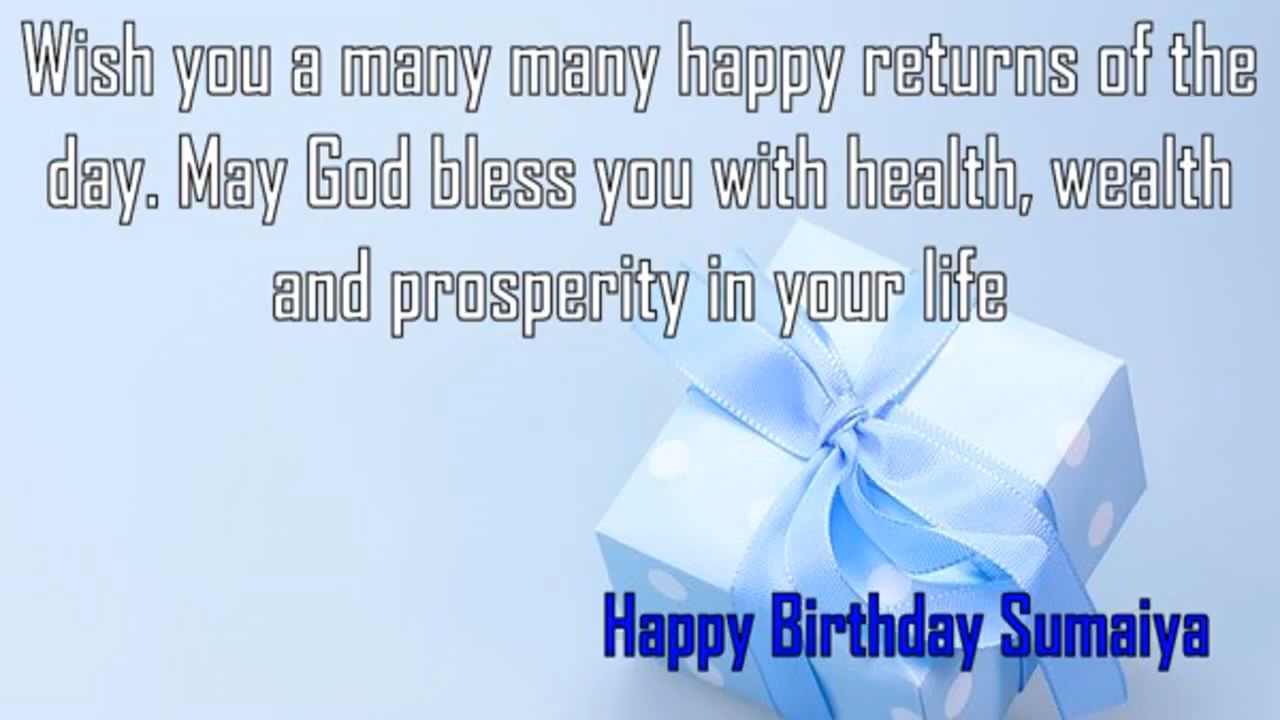 Wish you a many many happy returns of the
day. May God bless you with health, wealth
and prosperity in your life
Happy Birthday Sumaiya